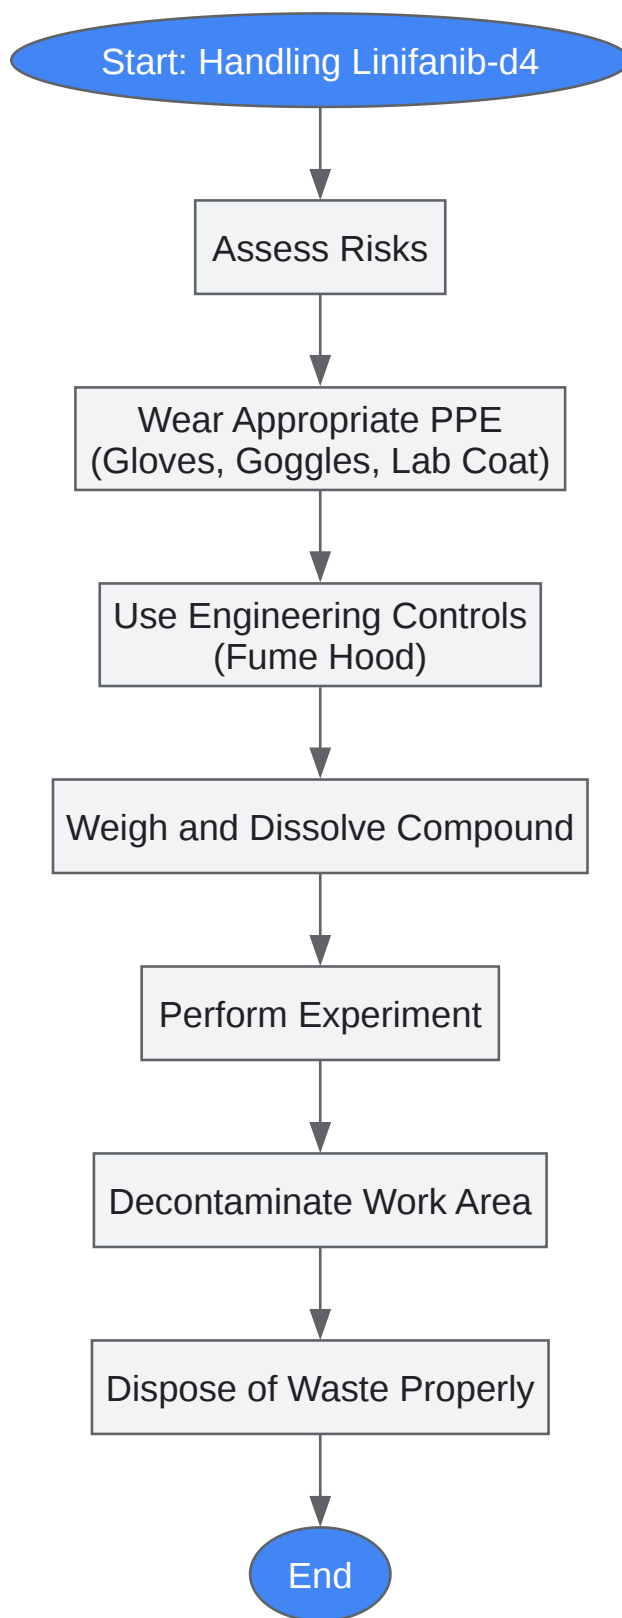 Start: Handling Linifanib-d4
Assess Risks
Wear Appropriate PPE
(Gloves, Goggles, Lab Coat)
Use Engineering Controls
(Fume Hood)
Weigh and Dissolve Compound
Perform Experiment
Decontaminate Work Area
Dispose of Waste Properly
End